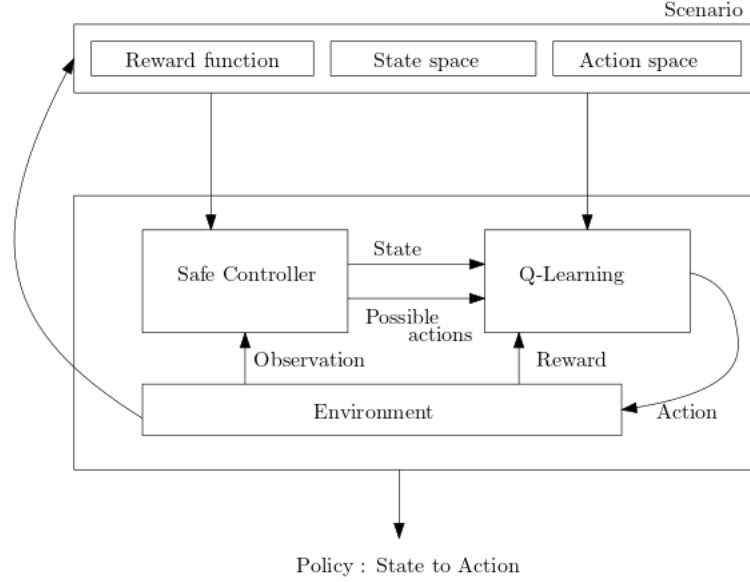 Scenario
Reward function
State space
Action space
State
Safe Controller
Q-Learning
Possible
actions
Observation
Reward
Environment
Action
Policy : State to Action